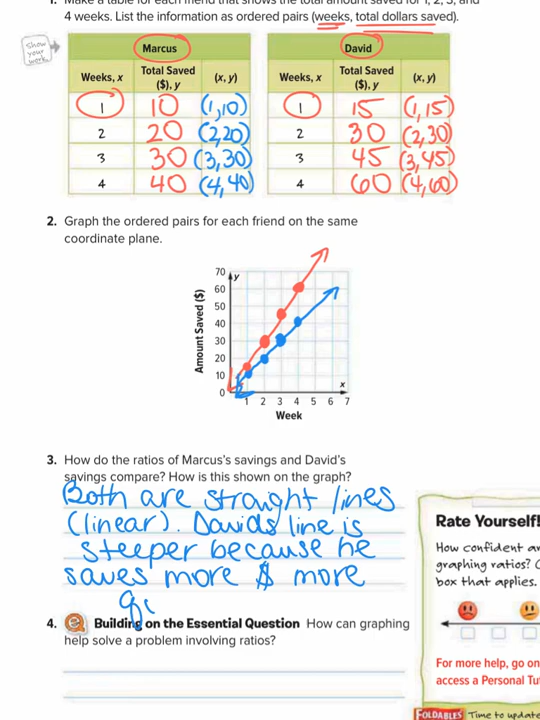 4 weeks. List the information as ordered pairs (weeks, total dollars saved).
Show your work
Marcus
Weeks, x Total Saved ($), y (x, y)
1 10 (1,10)
2 20 (2,20)
3 30 (3,30)
4 40 (4,40)
David
Weeks, x Total Saved ($), y (x, y)
1 15 (1,15)
2 30 (2,30)
3 45 (3,45)
4 60 (4,60)
2. Graph the ordered pairs for each friend on the same
coordinate plane.
Amount Saved ($)
70 y
60
50
40
30
20
10
0
x
1 2 3 4 5 6 7
Week
3. How do the ratios of Marcus's savings and David's
savings compare? How is this shown on the graph?
Both are straight lines
(linear). Davids line is
steeper because he
saves more $ more
4. Building on the Essential Question How can graphing
help solve a problem involving ratios?
Rate Yourself!
How confident
graphing ratios?
box that applies.
For more help, go on
access a Personal
FOLDABLES Time to update